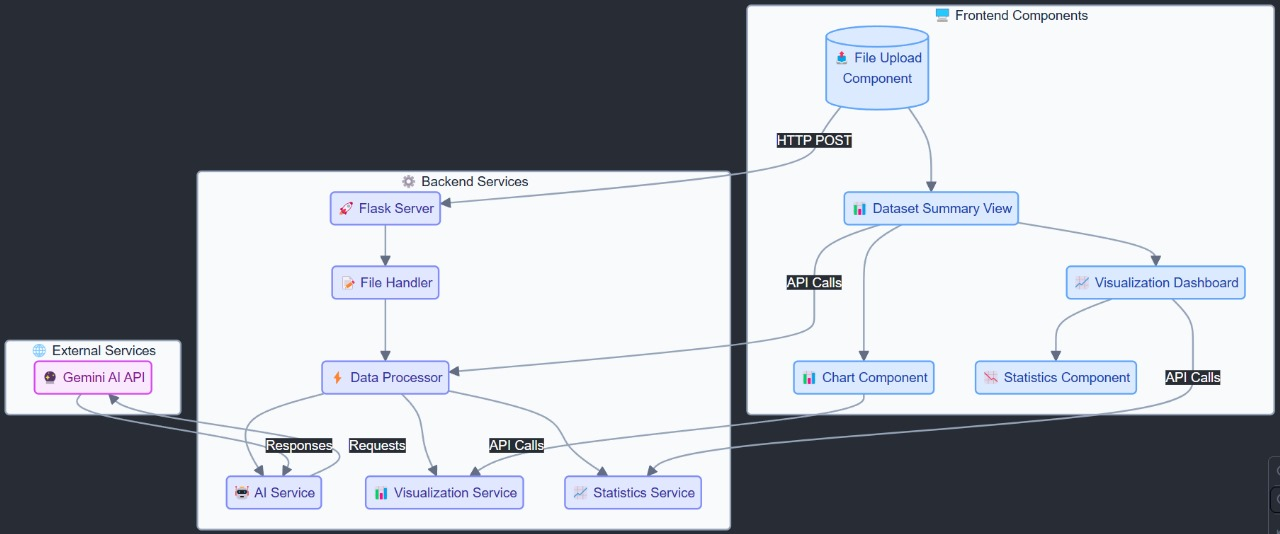 Frontend Components
File Upload
Component
HTTP POST
Backend Services
Flask Server
Dataset Summary View
File Handler
API Calls
Visualization Dashboard
External Services
Gemini AI API
Data Processor
Chart Component
Statistics Component
API Calls
Responses
Requests
API Calls
AI Service
Visualization Service
Statistics Service